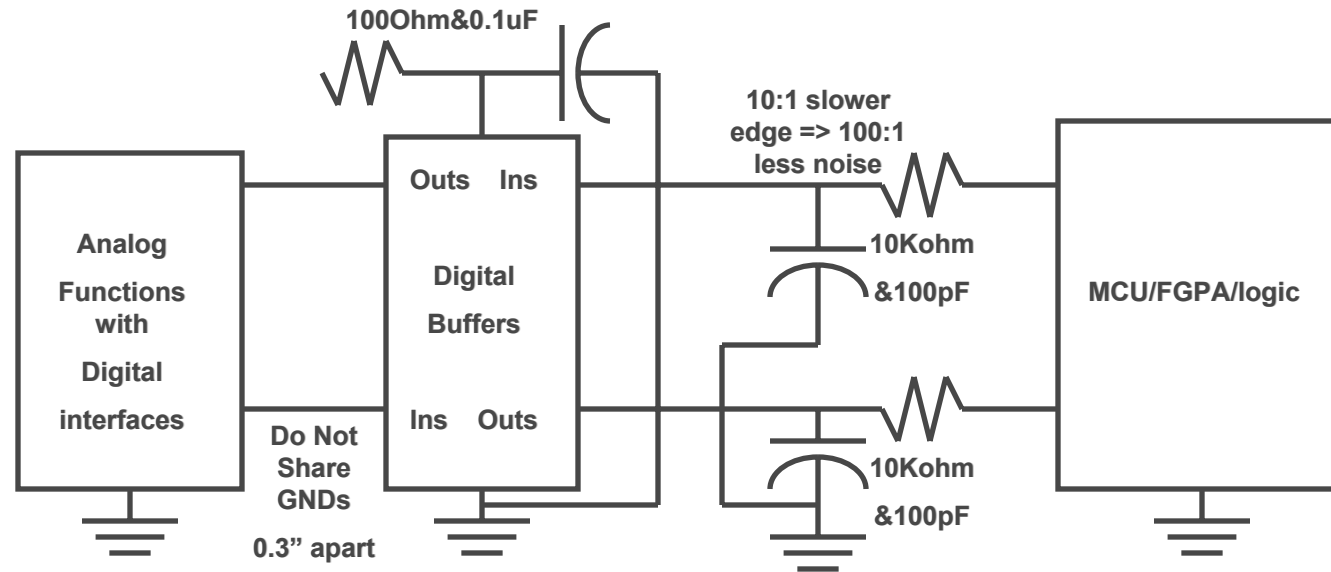 100Ohm&0.1uF
10:1 slower
edge => 100:1
less noise
Outs Ins
Analog
Functions
with
Digital
interfaces
Digital
Buffers
10Kohm
&100pF
MCU/FGPA/logic
Ins Outs
Do Not
Share
GNDs
0.3” apart
10Kohm
&100pF